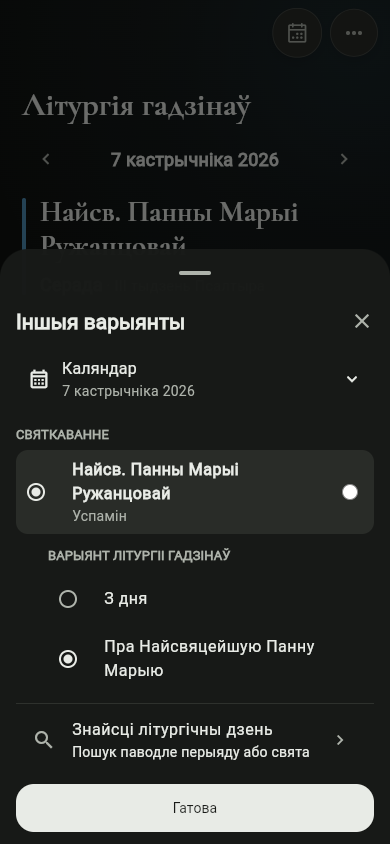 Літургія гадзінаў
7 кастрычніка 2026
Найсв. Панны Марыі
Ружанцовай
Іншыя варыянты
Каляндар
7 кастрычніка 2026
СВЯТКАВАННЕ
Найсв. Панны Марыі
Ружанцовай
Успамін
ВАРЫЯНТ ЛІТУРГІІ ГАДЗІНАЎ
З дня
Пра Найсвяцейшую Панну
Марыю
Знайсці літургічны дзень
Пошук паводле перыяду або свята
Гатова